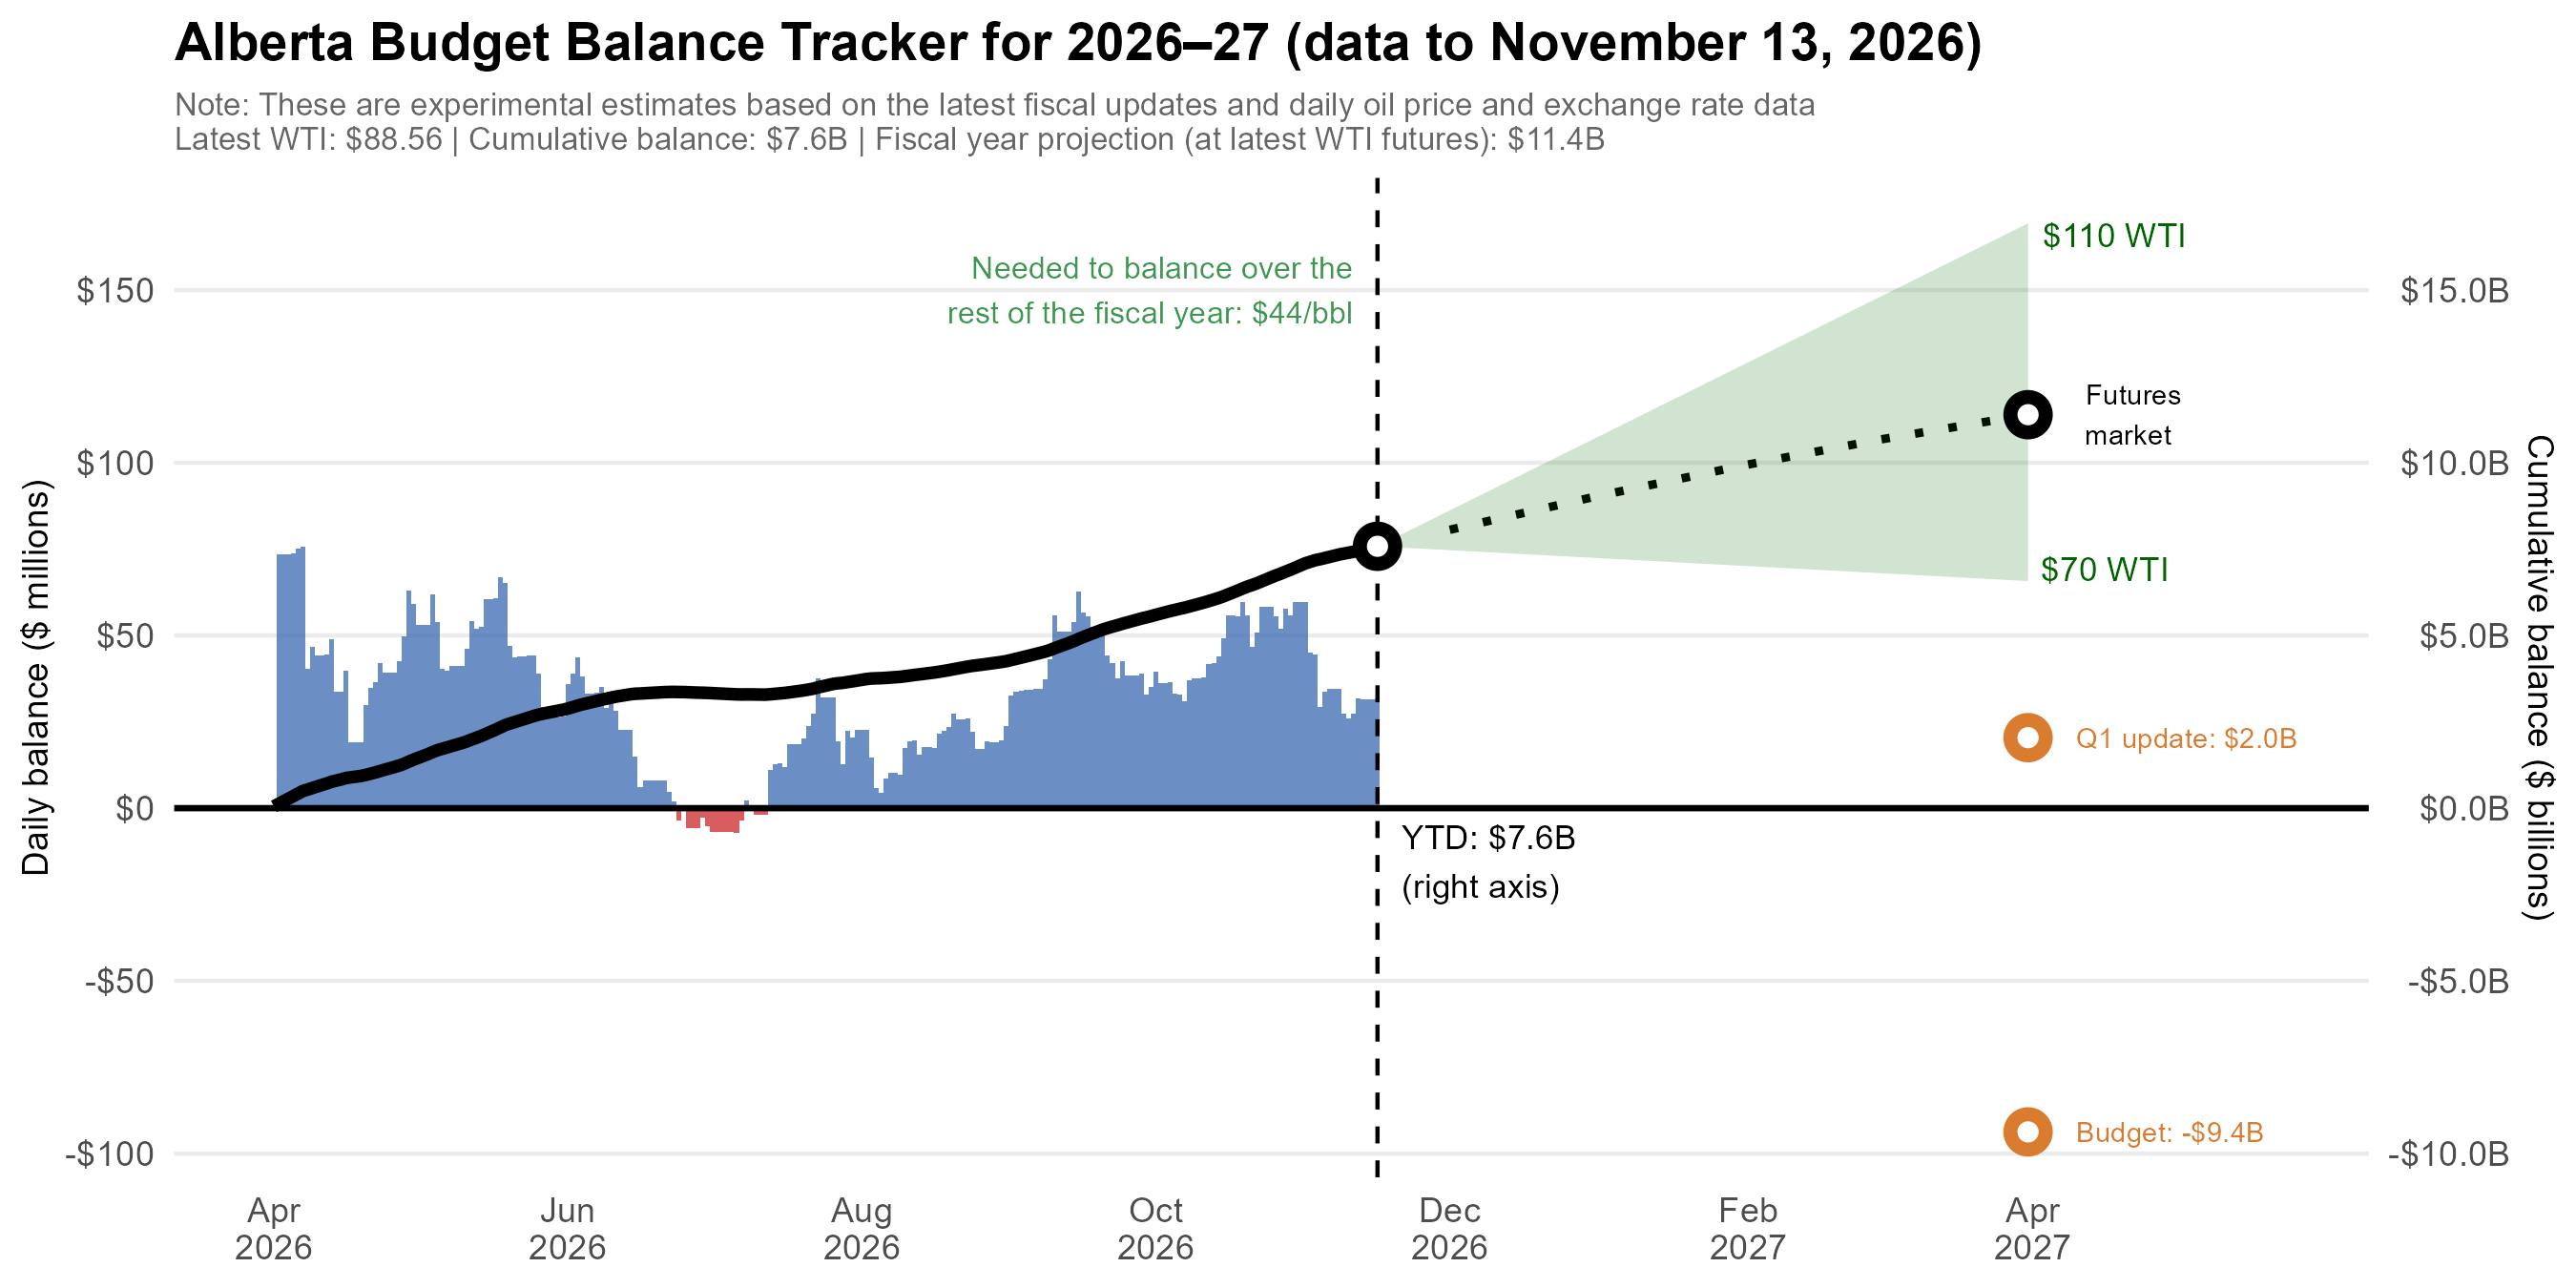 Alberta Budget Balance Tracker for 2026–27 (data to November 13, 2026)
Note: These are experimental estimates based on the latest fiscal updates and daily oil price and exchange rate data
Latest WTI: $88.56 | Cumulative balance: $7.6B | Fiscal year projection (at latest WTI futures): $11.4B
Needed to balance over the
rest of the fiscal year: $44/bbl
$110 WTI
Futures
market
$70 WTI
Q1 update: $2.0B
Budget: -$9.4B
YTD: $7.6B
(right axis)
Daily balance ($ millions)
$150
$100
$50
$0
-$50
-$100
Cumulative balance ($ billions)
$15.0B
$10.0B
$5.0B
$0.0B
-$5.0B
-$10.0B
Apr
2026
Jun
2026
Aug
2026
Oct
2026
Dec
2026
Feb
2027
Apr
2027